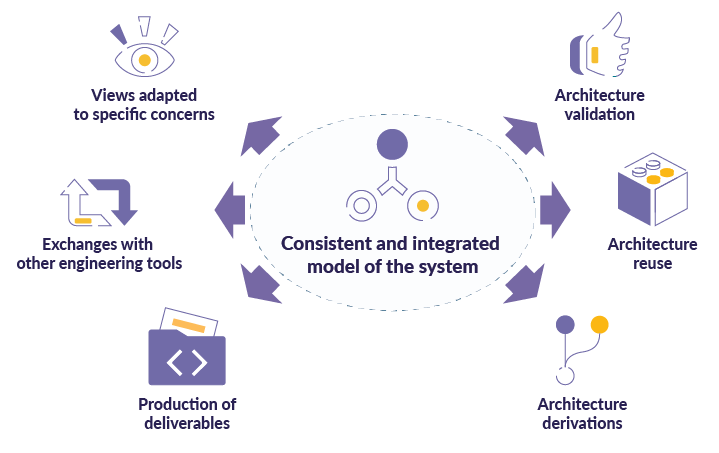 Views adapted
to specific concerns
Architecture
validation
Consistent and integrated
model of the system
Exchanges with
other engineering tools
Architecture
reuse
Production of
deliverables
Architecture
derivations